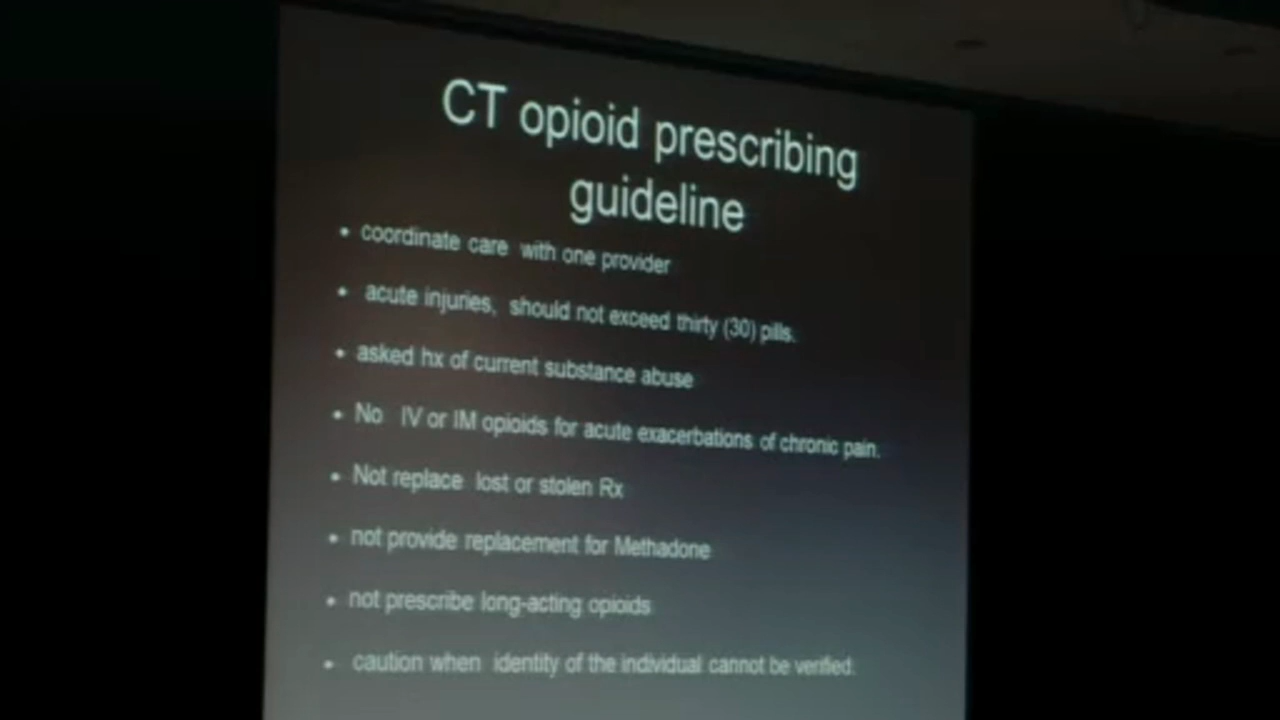 CT opioid prescribing
guideline
• coordinate care with one provider
• acute injuries, should not exceed thirty (30) pills.
• asked hx of current substance abuse
• No IV or IM opioids for acute exacerbations of chronic pain.
• Not replace lost or stolen Rx
• not provide replacement for Methadone
• not prescribe long-acting opioids
• caution when identity of the individual cannot be verified.